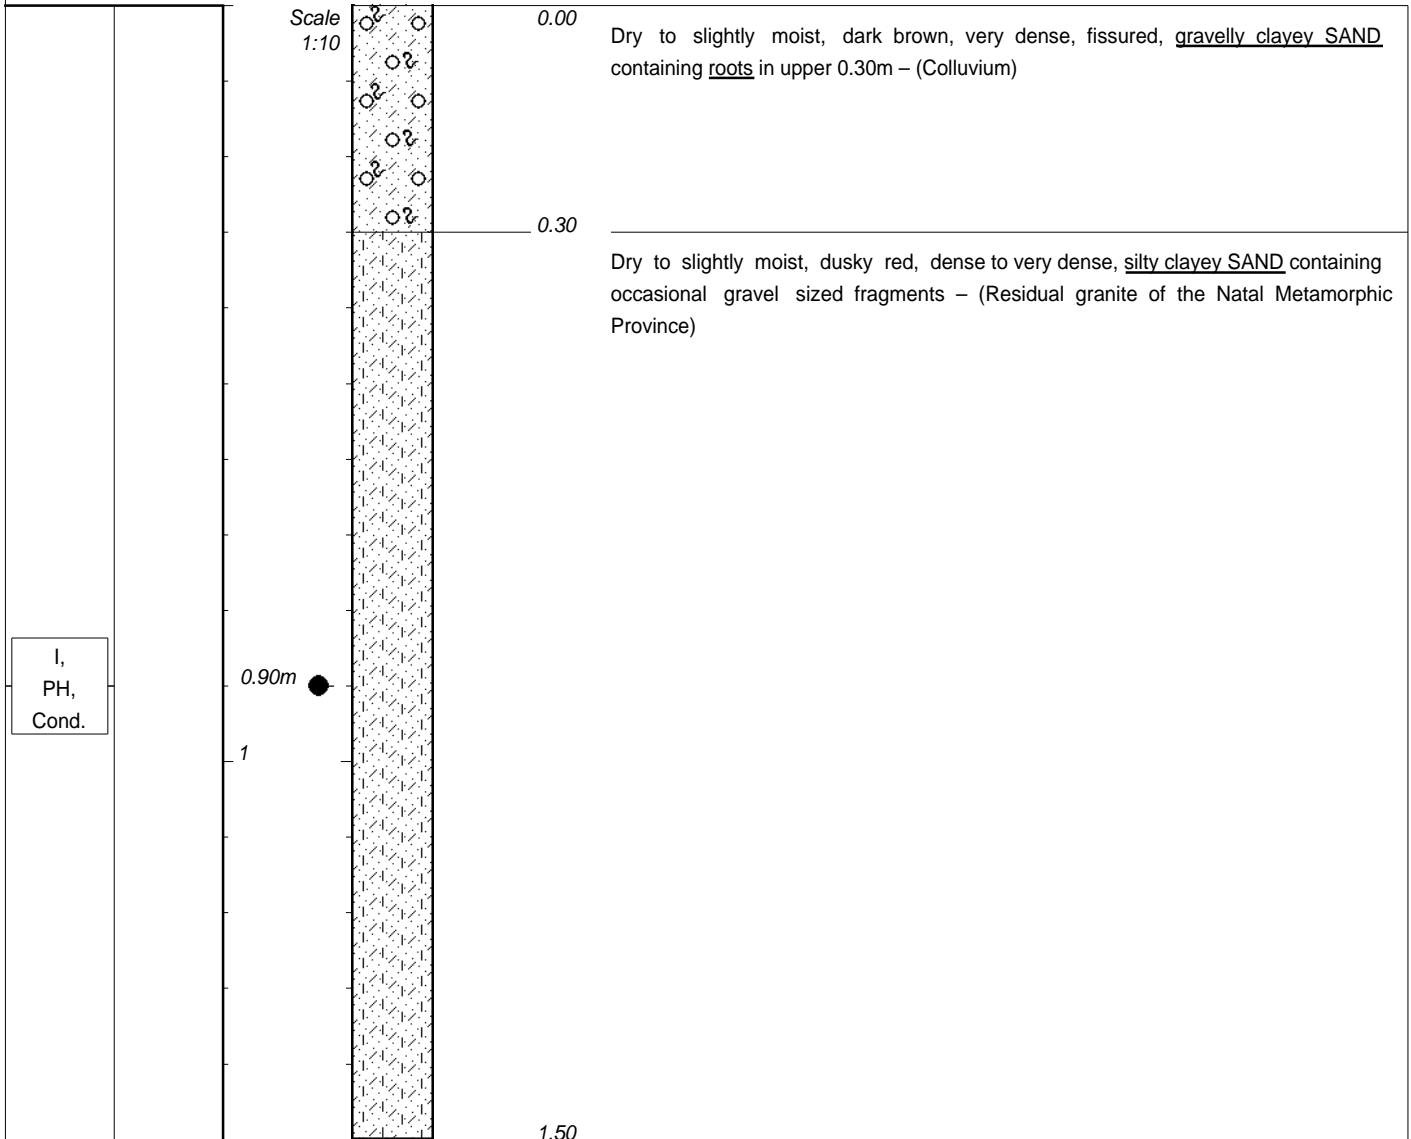 Scale
1:10
0.00
Dry to slightly moist, dark brown, very dense, fissured, gravelly clayey SAND
containing roots in upper 0.30m – (Colluvium)
0.30
Dry to slightly moist, dusky red, dense to very dense, silty clayey SAND containing
occasional gravel sized fragments – (Residual granite of the Natal Metamorphic
Province)
I,
PH,
Cond.
0.90m
1
1.50